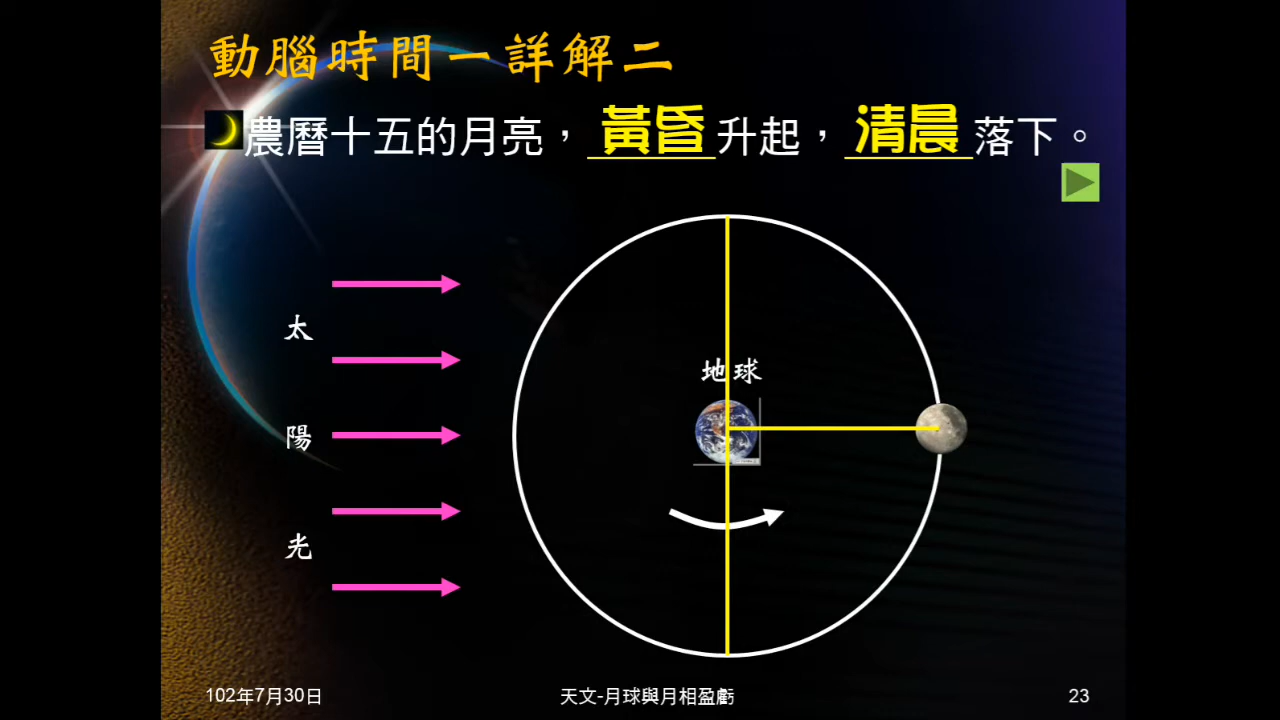 動腦時間－詳解二
農曆十五的月亮，黃昏升起，清晨落下。
太
地球
陽
光
102年7月30日
天文-月球與月相盈虧
23